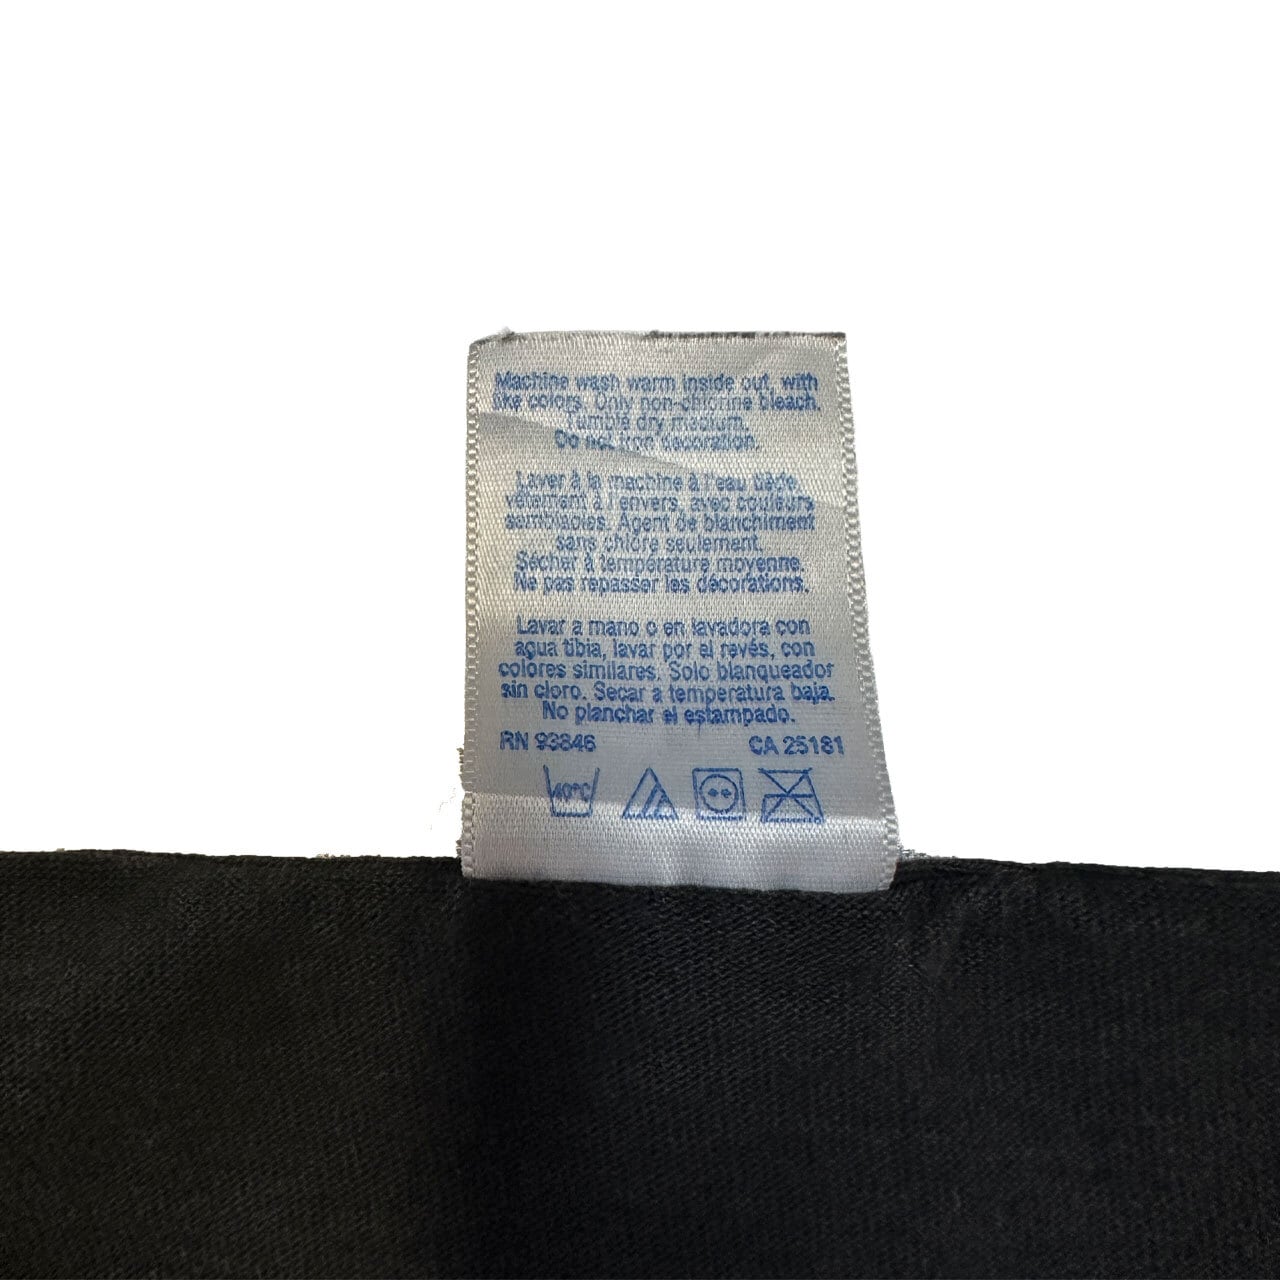 Machine wash warm inside out, with
like colors. Only non-chlorine bleach.
Tumble dry medium.
Do not iron decoration.
Laver à la machine à l'eau tiède,
vêtement à l'envers, avec couleurs
semblables. Agent de blanchiment
sans chlore seulement.
Sécher à température moyenne.
Ne pas repasser les decorations.
Lavar a mano o en lavadora con
agua tibia, lavar por el revés, con
colores similares. Solo blanqueador
sin cloro. Secar a temperatura baja.
No planchar el estampado.
RN 93846 CA 25181
40°C